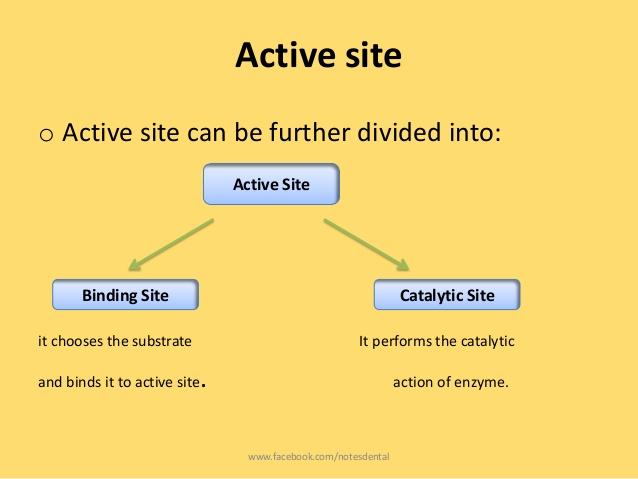 Active site
o Active site can be further divided into:
Active Site
Binding Site
Catalytic Site
it chooses the substrate
and binds it to active site.
It performs the catalytic
action of enzyme.
www.facebook.com/notesdental